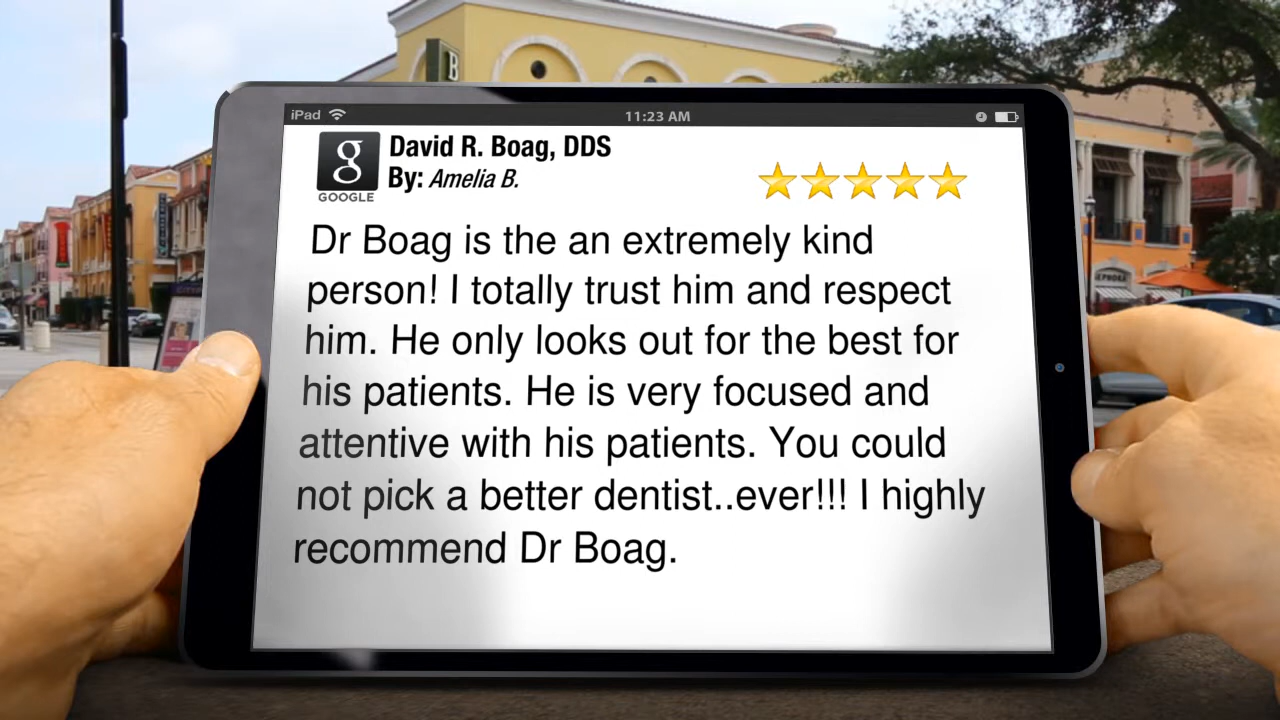 iPad 11:23 AM
g
GOOGLE
David R. Boag, DDS
By: Amelia B.
Dr Boag is the an extremely kind
person! I totally trust him and respect
him. He only looks out for the best for
his patients. He is very focused and
attentive with his patients. You could
not pick a better dentist..ever!!! I highly
recommend Dr Boag.
B
SEPHORA